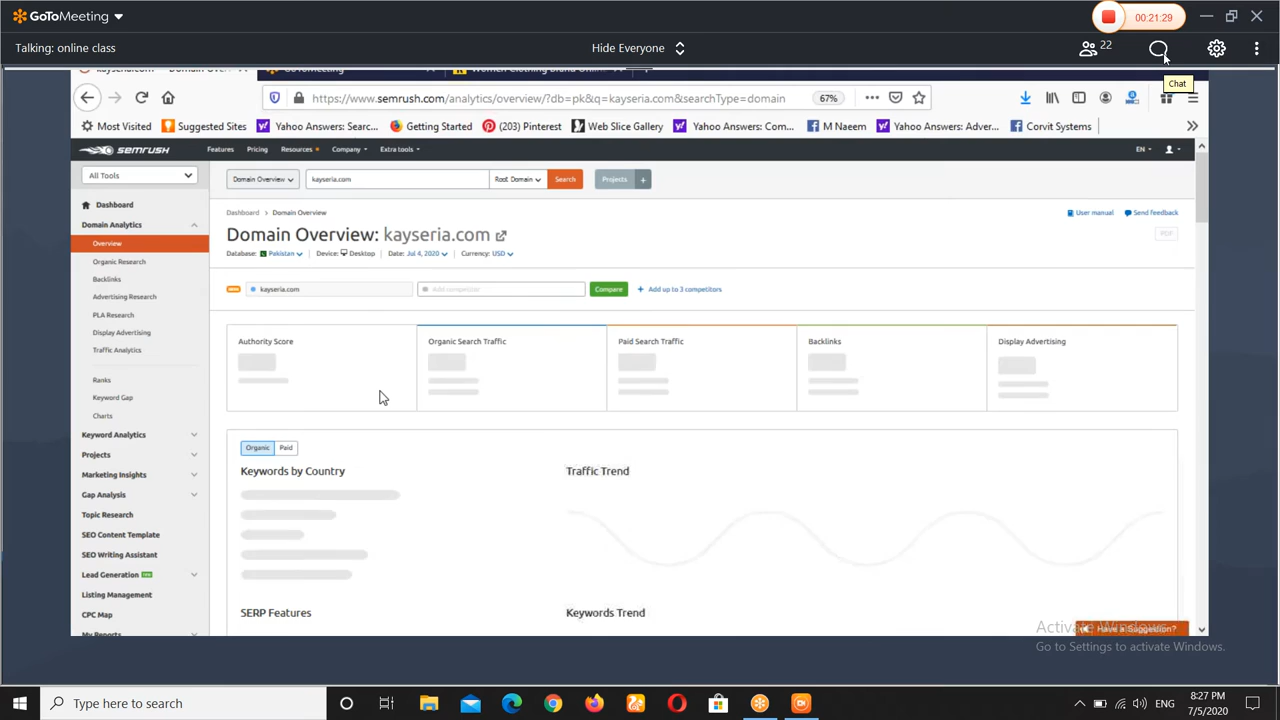 GoToMeeting
00:21:29
Talking: online class
Hide Everyone
22
Chat
GoToMeeting
https://www.semrush.com/analytics/overview/?db=pk&q=kayseria.com&searchType=domain
67%
Most Visited
Suggested Sites
Yahoo Answers: Searc...
Getting Started
(203) Pinterest
Web Slice Gallery
Yahoo Answers: Com...
M Naeem
Yahoo Answers: Adver...
Corvit Systems
SEMRUSH
Features
Pricing
Resources
Company
Extra tools
EN
All Tools
Domain Overview
kayseria.com
Root Domain
Search
Projects
+
Dashboard
Domain Analytics
Overview
Organic Research
Backlinks
Advertising Research
PLA Research
Display Advertising
Traffic Analytics
Ranks
Keyword Gap
Charts
Keyword Analytics
Projects
Marketing Insights
Gap Analysis
Topic Research
SEO Content Template
SEO Writing Assistant
Lead Generation
Listing Management
CPC Map
My Reports
Dashboard > Domain Overview
User manual
Send feedback
Domain Overview: kayseria.com
PDF
Database: Pakistan
Device: Desktop
Date: Jul 4, 2020
Currency: USD
kayseria.com
Add competitor
Compare
+ Add up to 3 competitors
Authority Score
Organic Search Traffic
Paid Search Traffic
Backlinks
Display Advertising
Organic
Paid
Keywords by Country
Traffic Trend
SERP Features
Keywords Trend
Have a Suggestion?
Activate Windows
Go to Settings to activate Windows.
Type here to search
ENG
8:27 PM
7/5/2020